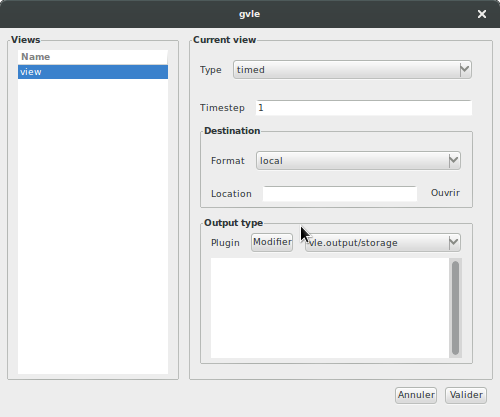 gvle
Views
Name
view
Current view
Type timed
Timestep 1
Destination
Format local
Location Ouvrir
Output type
Plugin Modifier vle.output/storage
Annuler Valider